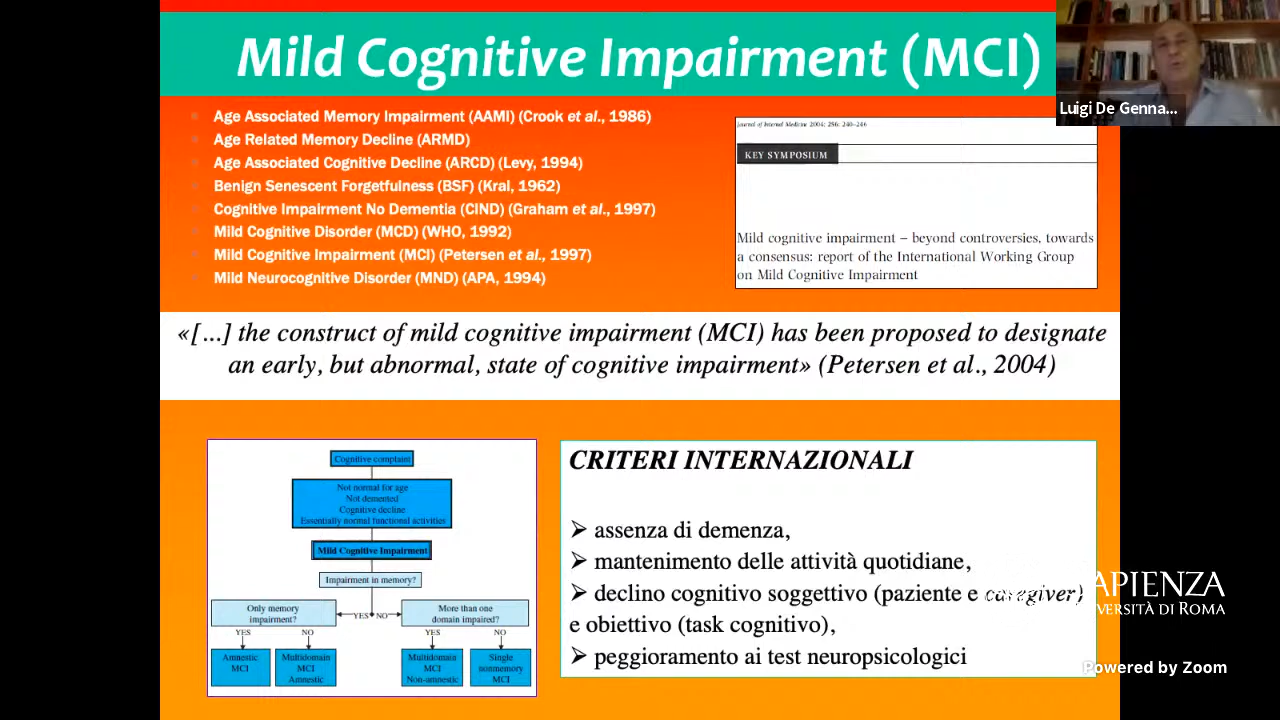 Mild Cognitive Impairment (MCI)
Luigi De Genna...
Age Associated Memory Impairment (AAMI) (Crook et al., 1986)
Age Related Memory Decline (ARMD)
Age Associated Cognitive Decline (ARCD) (Levy, 1994)
Benign Senescent Forgetfulness (BSF) (Kral, 1962)
Cognitive Impairment No Dementia (CIND) (Graham et al., 1997)
Mild Cognitive Disorder (MCD) (WHO, 1992)
Mild Cognitive Impairment (MCI) (Petersen et al., 1997)
Mild Neurocognitive Disorder (MND) (APA, 1994)
Journal of Internal Medicine 2004; 256: 240–246
KEY SYMPOSIUM
Mild cognitive impairment – beyond controversies, towards
a consensus: report of the International Working Group
on Mild Cognitive Impairment
«[...] the construct of mild cognitive impairment (MCI) has been proposed to designate
an early, but abnormal, state of cognitive impairment» (Petersen et al., 2004)
Cognitive complaint
Not normal for age
Not demented
Cognitive decline
Essentially normal functional activities
Mild Cognitive Impairment
Impairment in memory?
Only memory
impairment?
YES NO
More than one
domain impaired?
YES NO YES NO
Amnestic
MCI
Multidomain
MCI
Amnestic
Multidomain
MCI
Non-amnestic
Single
nonmemory
MCI
CRITERI INTERNAZIONALI
➢ assenza di demenza,
➢ mantenimento delle attività quotidiane,
➢ declino cognitivo soggettivo (paziente e caregiver)
e obiettivo (task cognitivo),
➢ peggioramento ai test neuropsicologici
APIENZA
VERSITÀ DI ROMA
Powered by Zoom